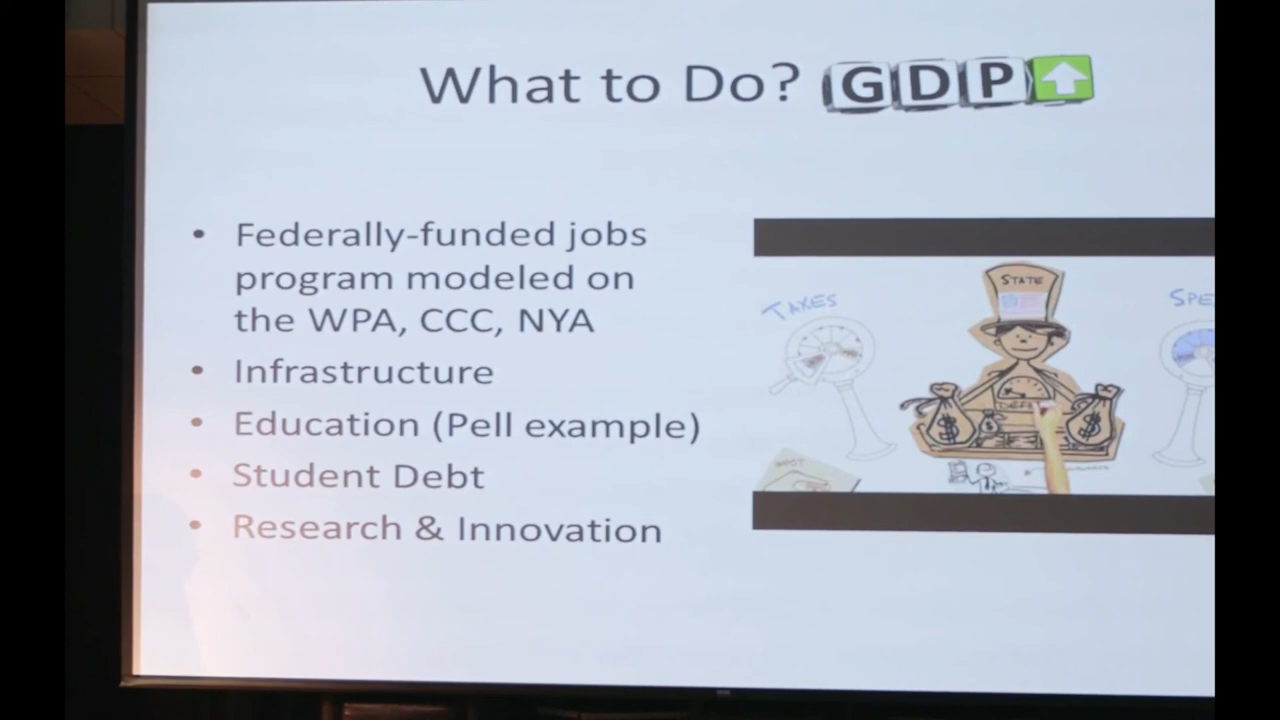 What to Do? GDP
• Federally-funded jobs
program modeled on
the WPA, CCC, NYA
• Infrastructure
• Education (Pell example)
• Student Debt
• Research & Innovation
TAXES
STATE
SPE
$
$
$